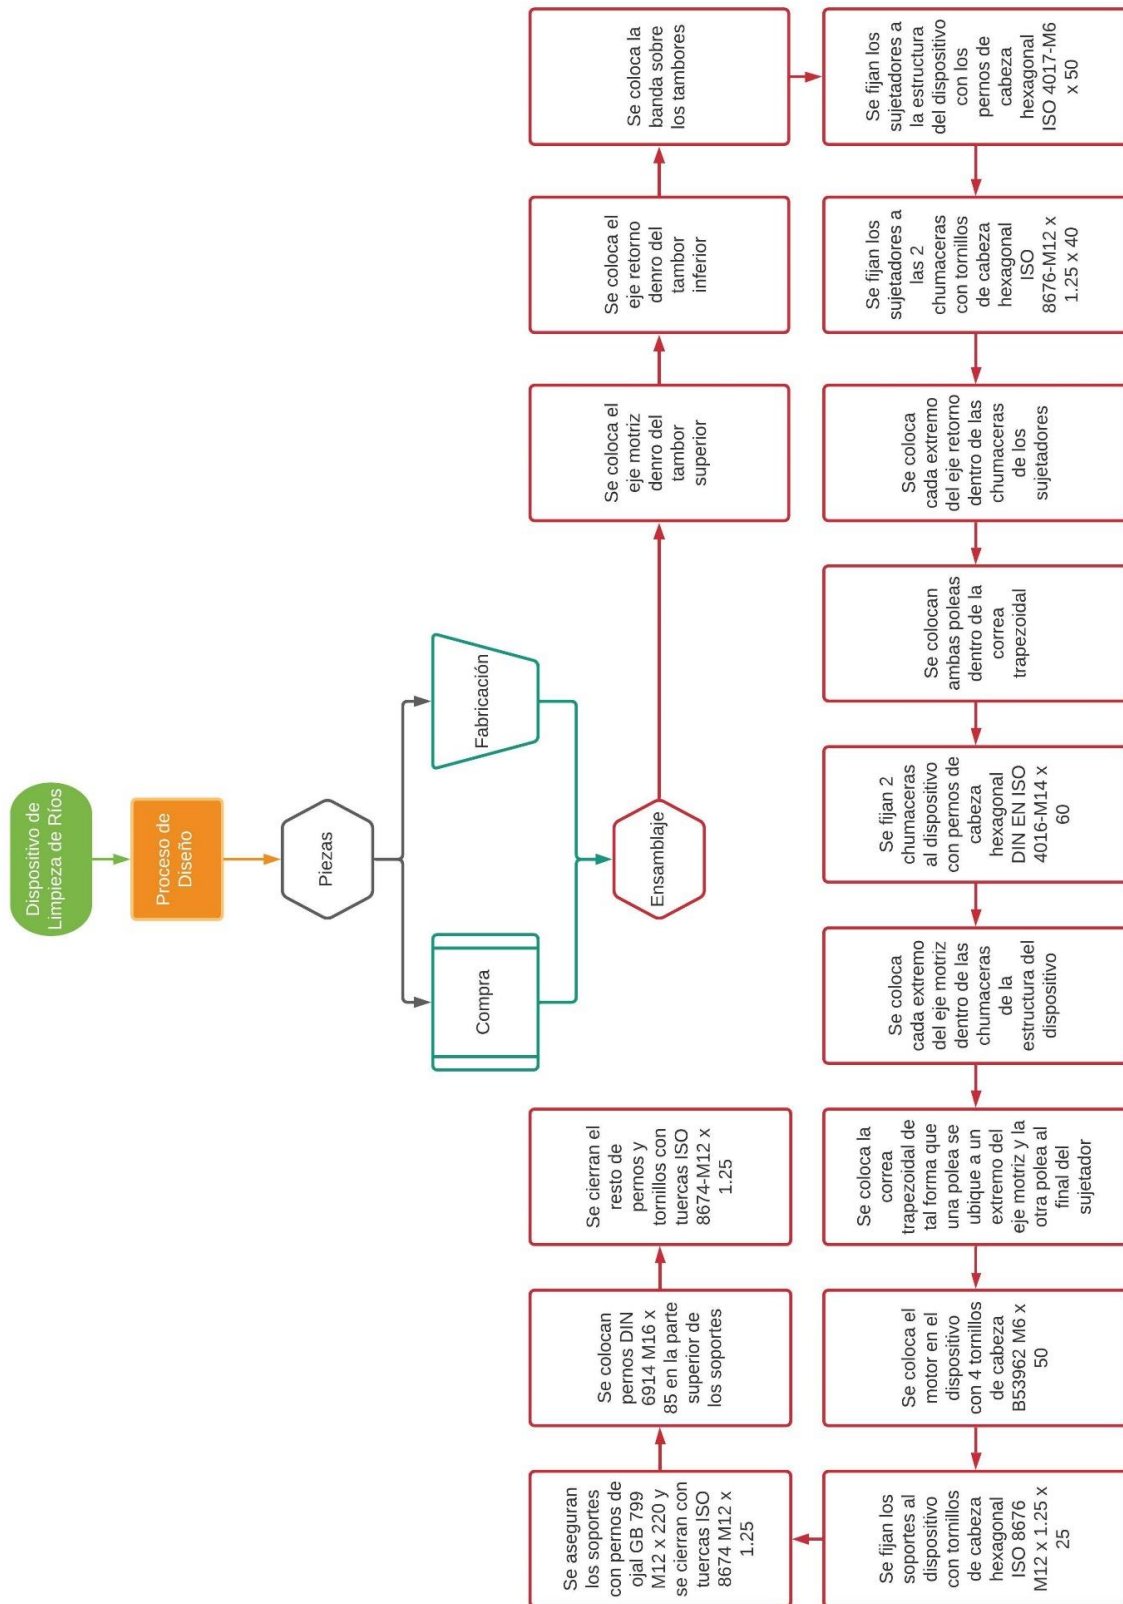 Dispositivo de
Limpieza de Ríos
Proceso de
Diseño
Piezas
Compra
Fabricación
Ensamblaje
Se coloca el
eje motriz
denro del
tambor
superior
Se coloca el
eje retorno
denro del
tambor
inferior
Se coloca la
banda sobre
los tambores
Se fijan los
sujetadores a
la estructura
del dispositivo
con los
pernos de
cabeza
hexagonal
ISO 4017-M6
x 50
Se fijan los
sujetadores a
las 2
chumaceras
con tornillos
de cabeza
hexagonal
ISO
8676-M12 x
1.25 x 40
Se coloca
cada extremo
del eje retorno
dentro de las
chumaceras
de los
sujetadores
Se colocan
ambas poleas
dentro de la
correa
trapezoidal
Se fijan 2
chumaceras
al dispositivo
con pernos de
cabeza
hexagonal
DIN EN ISO
4016-M14 x
60
Se coloca
cada extremo
del eje motriz
dentro de las
chumaceras
de la
estructura del
dispositivo
Se coloca la
correa
trapezoidal de
tal forma que
una polea se
ubique a un
extremo del
eje motriz y la
otra polea al
final del
sujetador
Se coloca el
motor en el
dispositivo
con 4 tornillos
de cabeza
B53962 M6 x
50
Se fijan los
soportes al
dispositivo
con tornillos
de cabeza
hexagonal
ISO 8676
M12 x 1.25 x
25
Se aseguran
los soportes
con pernos de
ojal GB 799
M12 x 220 y
se cierran con
tuercas ISO
8674 M12 x
1.25
Se colocan
pernos DIN
6914 M16 x
85 en la parte
superior de
los soportes
Se cierran el
resto de
pernos y
tornillos con
tuercas ISO
8674-M12 x
1.25